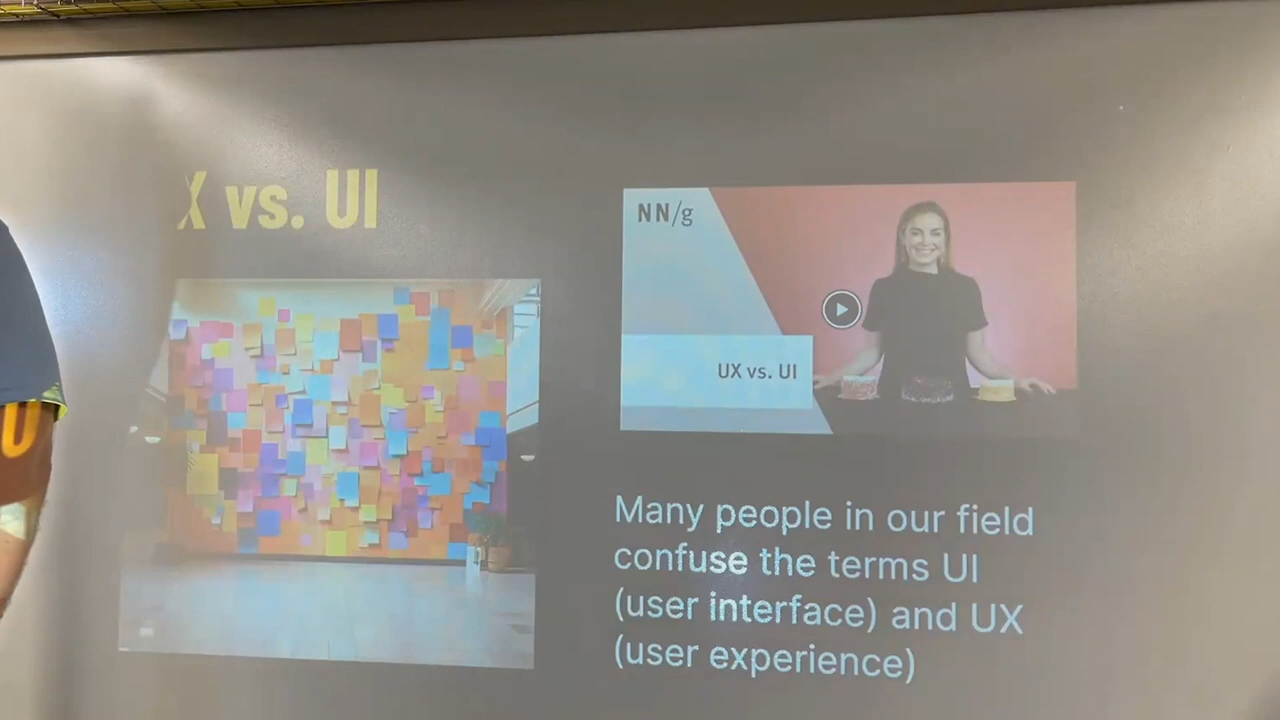 X vs. UI
NN/g
UX vs. UI
Many people in our field
confuse the terms UI
(user interface) and UX
(user experience)